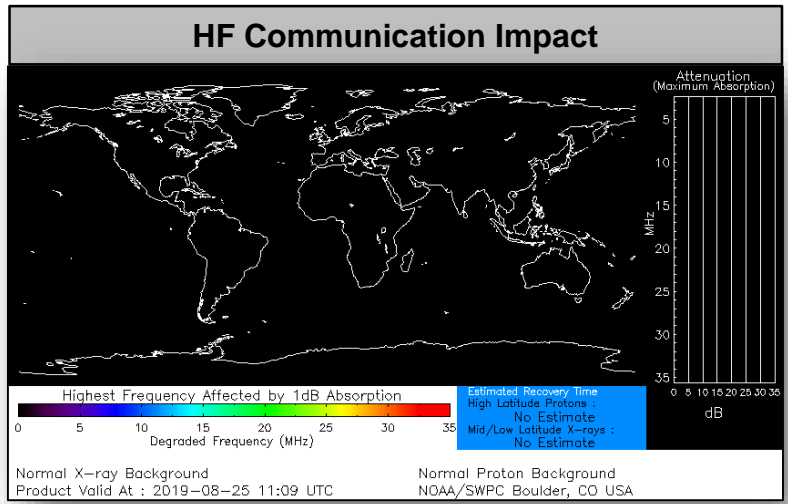 HF Communication Impact
Attenuation
(Maximum Absorption)
5
10
15
MHz
20
25
30
35
0 5 10 15 20 25 30 35
dB
Highest Frequency Affected by 1dB Absorption
0 5 10 15 20 25 30 35
Degraded Frequency (MHz)
Estimated Recovery Time
High Latitude Protons :
No Estimate
Mid/Low Latitude X-rays :
No Estimate
Normal X-ray Background
Product Valid At : 2019-08-25 11:09 UTC
Normal Proton Background
NOAA/SWPC Boulder, CO USA